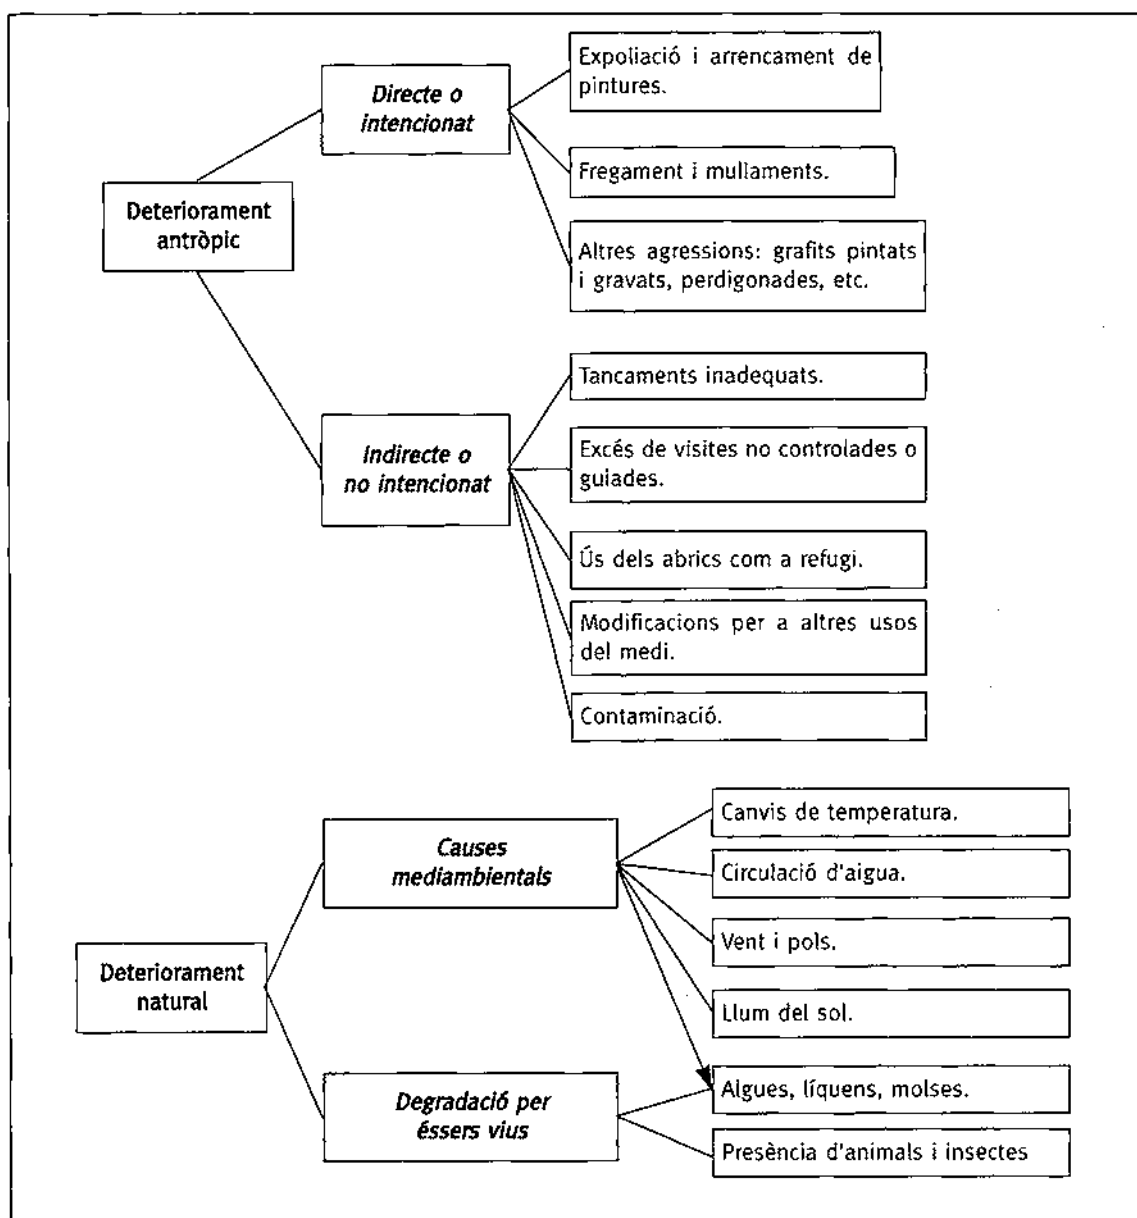 Deteriorament
antròpic
Directe o
intencionat
Expoliació i arrencament de
pintures.
Fregament i mullaments.
Altres agressions: grafits pintats
i gravats, perdigonades, etc.
Indirecte o
no intencionat
Tancaments inadequats.
Excés de visites no controlades o
guiades.
Ús dels abrics com a refugi.
Modificacions per a altres usos
del medi.
Contaminació.
Deteriorament
natural
Causes
mediambientals
Canvis de temperatura.
Circulació d'aigua.
Vent i pols.
Llum del sol.
Degradació per
éssers vius
Algues, líquens, molses.
Presència d'animals i insectes